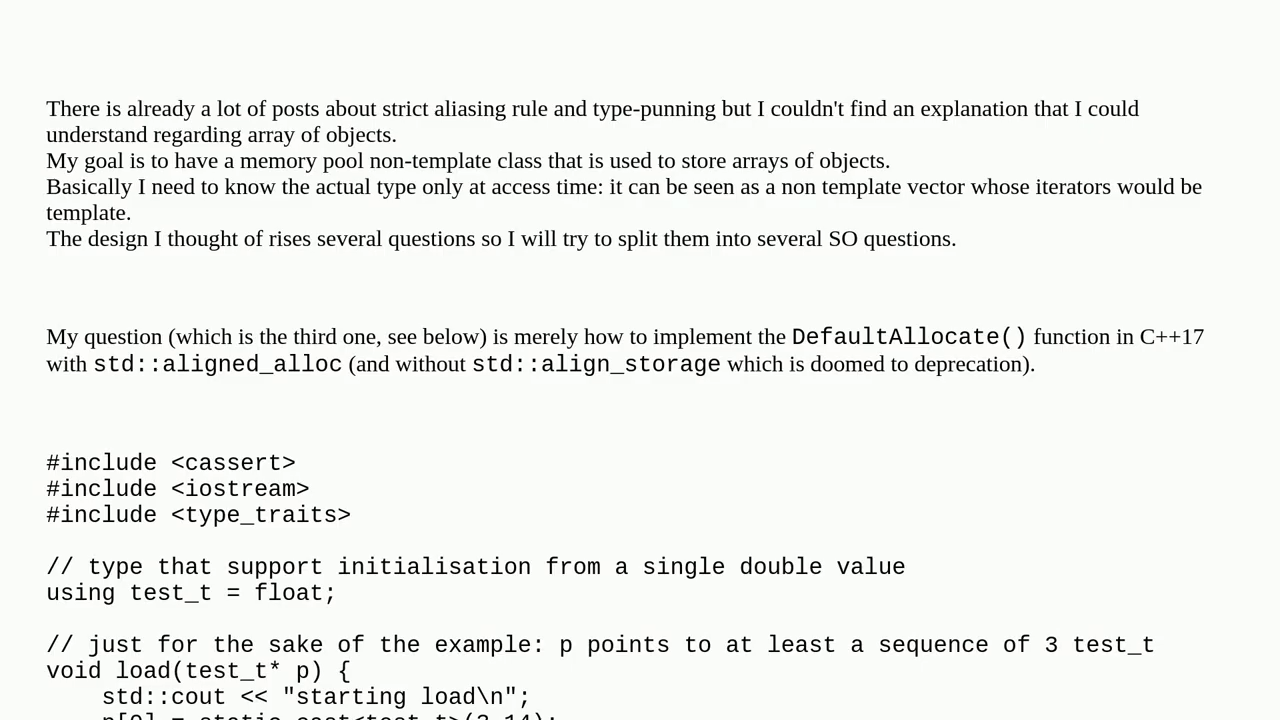 There is already a lot of posts about strict aliasing rule and type-punning but I couldn't find an explanation that I could
understand regarding array of objects.
My goal is to have a memory pool non-template class that is used to store arrays of objects.
Basically I need to know the actual type only at access time: it can be seen as a non template vector whose iterators would be
template.
The design I thought of rises several questions so I will try to split them into several SO questions.
My question (which is the third one, see below) is merely how to implement the DefaultAllocate() function in C++17
with std::aligned_alloc (and without std::align_storage which is doomed to deprecation).
#include <cassert>
#include <iostream>
#include <type_traits>
// type that support initialisation from a single double value
using test_t = float;
// just for the sake of the example: p points to at least a sequence of 3 test_t
void load(test_t* p) {
    std::cout << "starting load\n";
    p[0] = static_cast<test_t>(3.14);